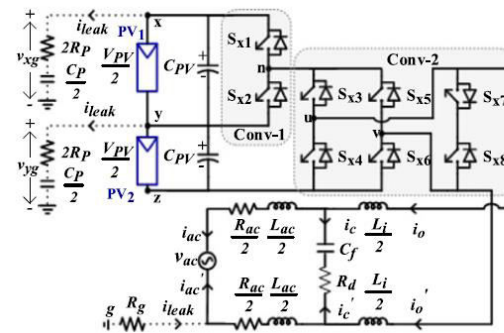 + i_leak x
v_xg 2R_P C_P/2 PV_1 V_PV/2 C_PV +
S_x1
n
S_x2
Conv-1
Conv-2
S_x3 S_x5 S_x7
u
v
S_x4 S_x6 S_x8
-
+ i_leak y
v_yg 2R_P C_P/2 V_PV/2 PV_2 C_PV + -
z
-
i_ac R_ac/2 L_ac/2 i_c L_i/2 i_o
v_ac C_f
i_ac' R_ac/2 L_ac/2 R_d i_c' L_i/2 i_o'
g R_g i_leak